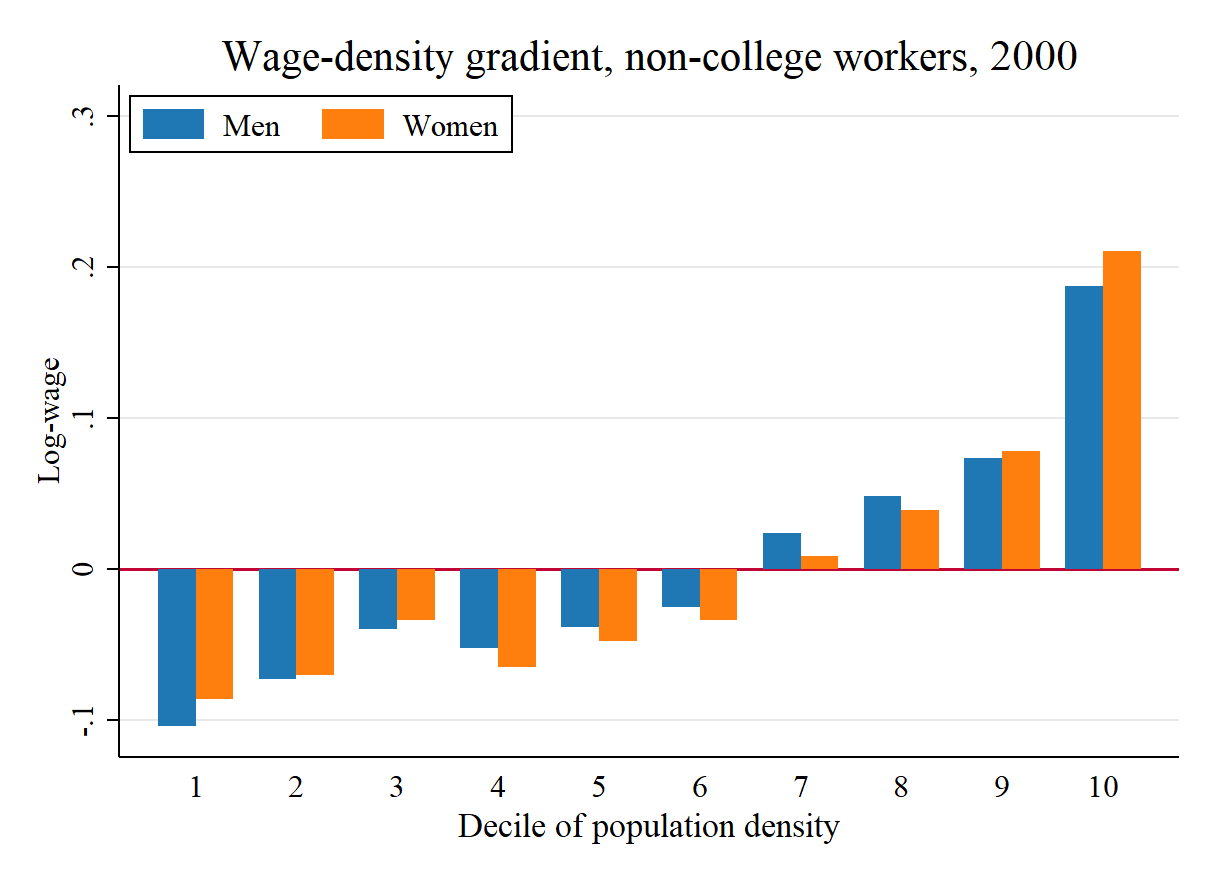 Wage-density gradient, non-college workers, 2000
Men Women
.3
.2
.1
0
-.1
Log-wage
1 2 3 4 5 6 7 8 9 10
Decile of population density